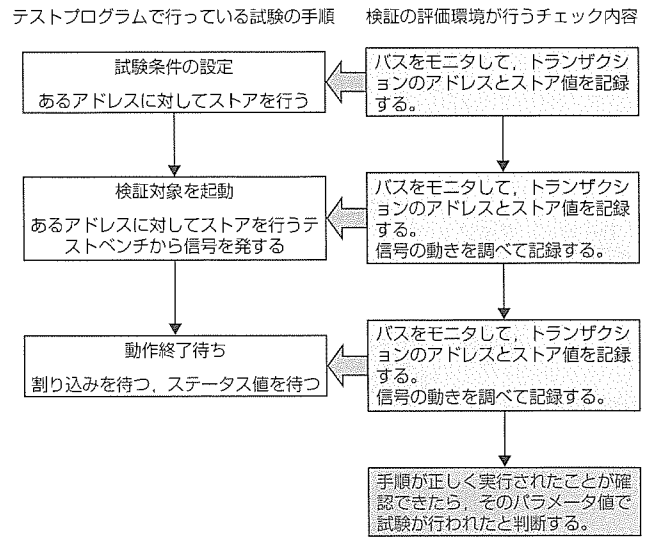 テストプログラムで行っている試験の手順
検証の評価環境が行うチェック内容
試験条件の設定
あるアドレスに対してストアを行う
バスをモニタして，トランザクシ
ョンのアドレスとストア値を記録
する。
検証対象を起動
あるアドレスに対してストアを行うテ
ストベンチから信号を発する
バスをモニタして，トランザクシ
ョンのアドレスとストア値を記録
する。
信号の動きを調べて記録する。
動作終了待ち
割り込みを待つ，ステータス値を待つ
バスをモニタして，トランザクシ
ョンのアドレスとストア値を記録
する。
信号の動きを調べて記録する。
手順が正しく実行されたことが確
認できたら，そのパラメータ値で
試験が行われたと判断する。